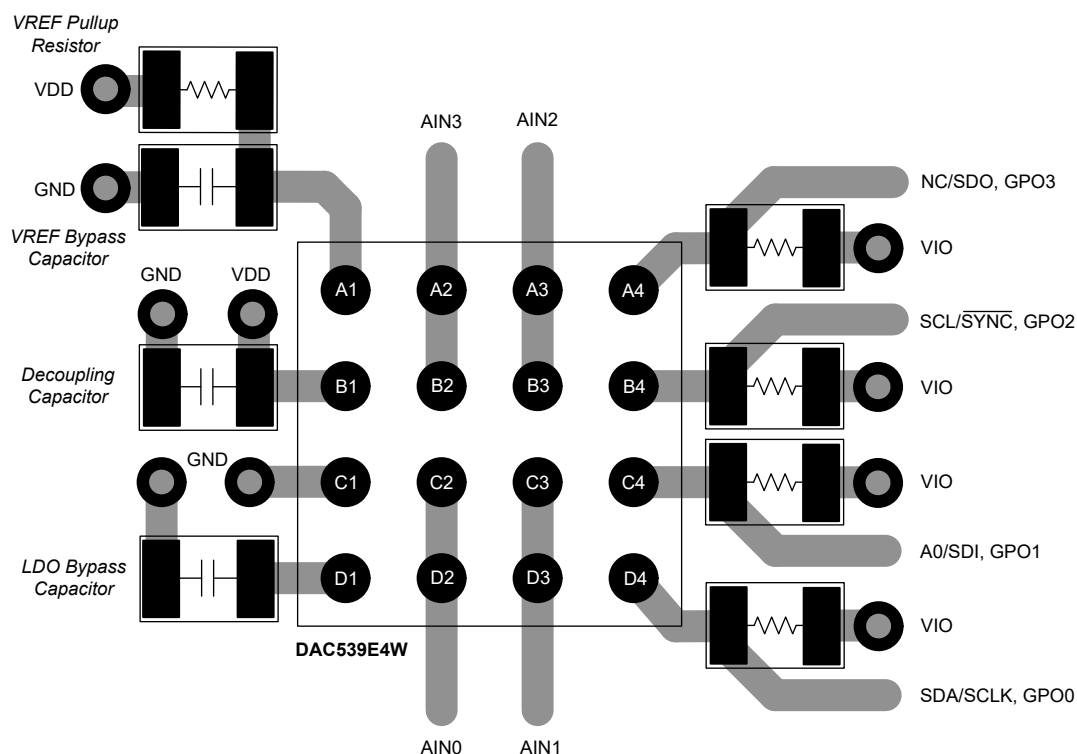 VREF Pullup
Resistor
VDD
AIN3
AIN2
GND
NC/SDO, GPO3
VREF Bypass
Capacitor
VIO
GND
VDD
A1
A2
A3
A4
SCL/SYNC, GPO2
Decoupling
Capacitor
B1
B2
B3
B4
VIO
GND
C1
C2
C3
C4
VIO
A0/SDI, GPO1
LDO Bypass
Capacitor
D1
D2
D3
D4
VIO
DAC539E4W
SDA/SCLK, GPO0
AIN0
AIN1